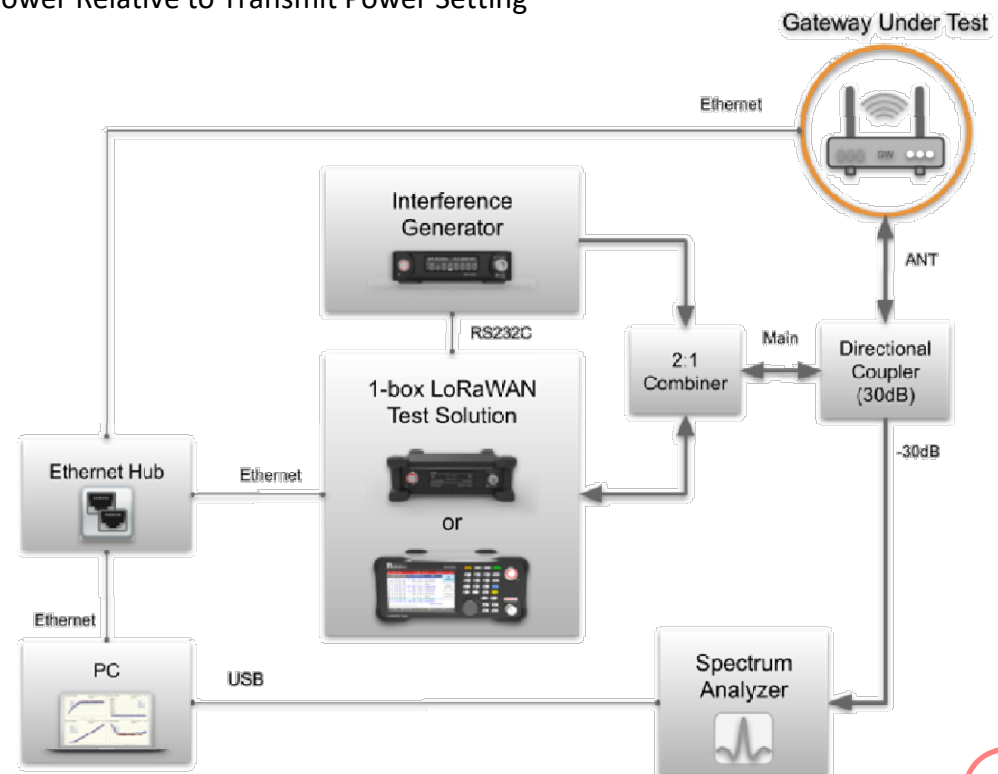 ower Relative to Transmit Power Setting
Gateway Under Test
Ethernet
GW
Interference
Generator
ANT
RS232C
Main
2:1
Combiner
Directional
Coupler
(30dB)
1-box LoRaWAN
Test Solution
-30dB
Ethernet Hub
Ethernet
or
Ethernet
PC
USB
Spectrum
Analyzer